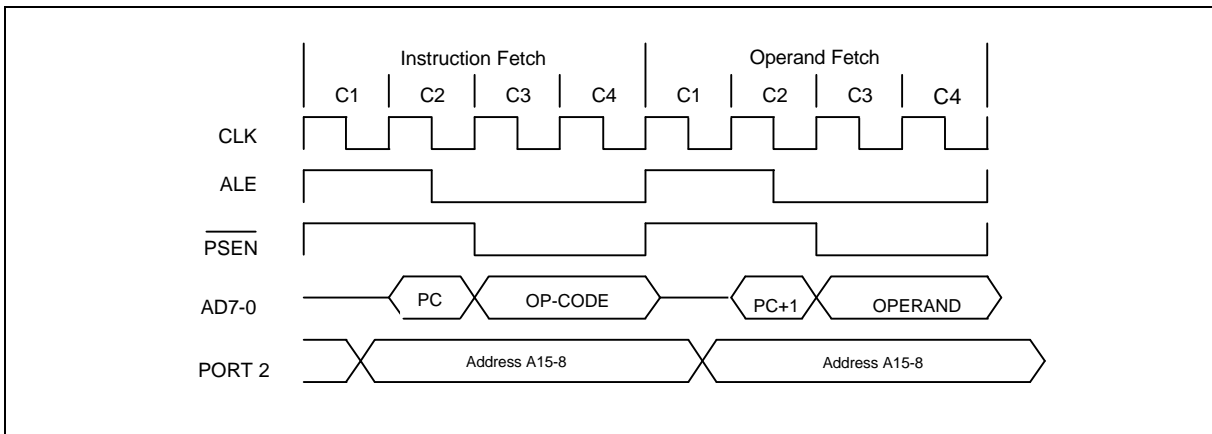 Instruction Fetch Operand Fetch
C1 C2 C3 C4 C1 C2 C3 C4
CLK
ALE
PSEN
AD7-0 PC OP-CODE PC+1 OPERAND
PORT 2 Address A15-8 Address A15-8